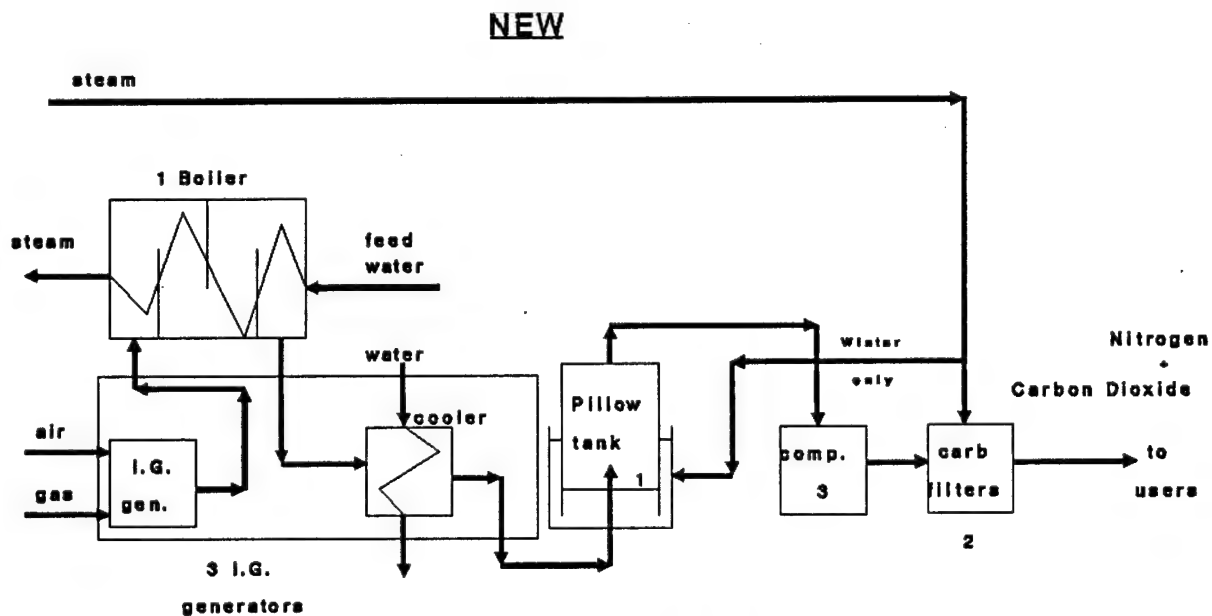 NEW
steam
1 Boiler
steam
feed
water
water
cooler
air
I.G.
gen.
gas
3 I.G.
generators
Pillow
tank
1
Winter
only
comp.
3
carb
filters
2
Nitrogen
+
Carbon Dioxide
to
users